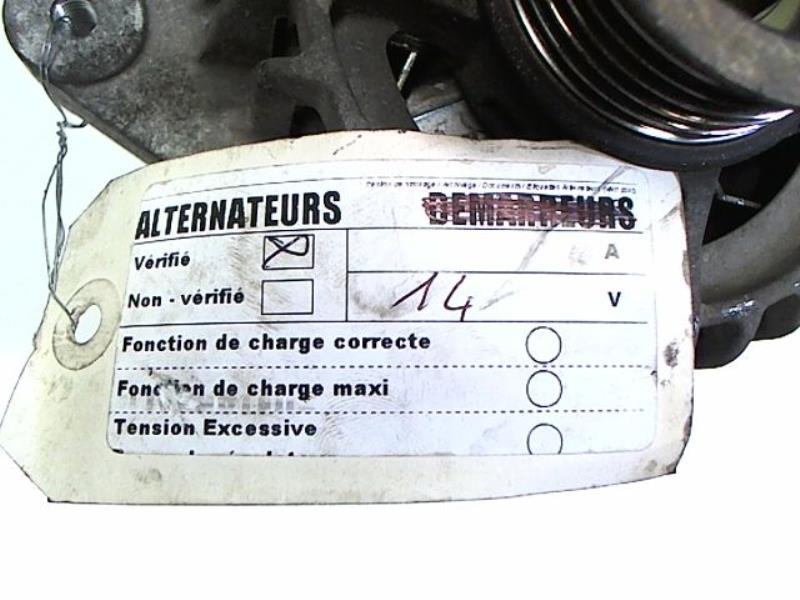 ALTERNATEURS DEMARREURS
Vérifié A
Non - vérifié 14 V
Fonction de charge correcte
Fonction de charge maxi
Tension Excessive